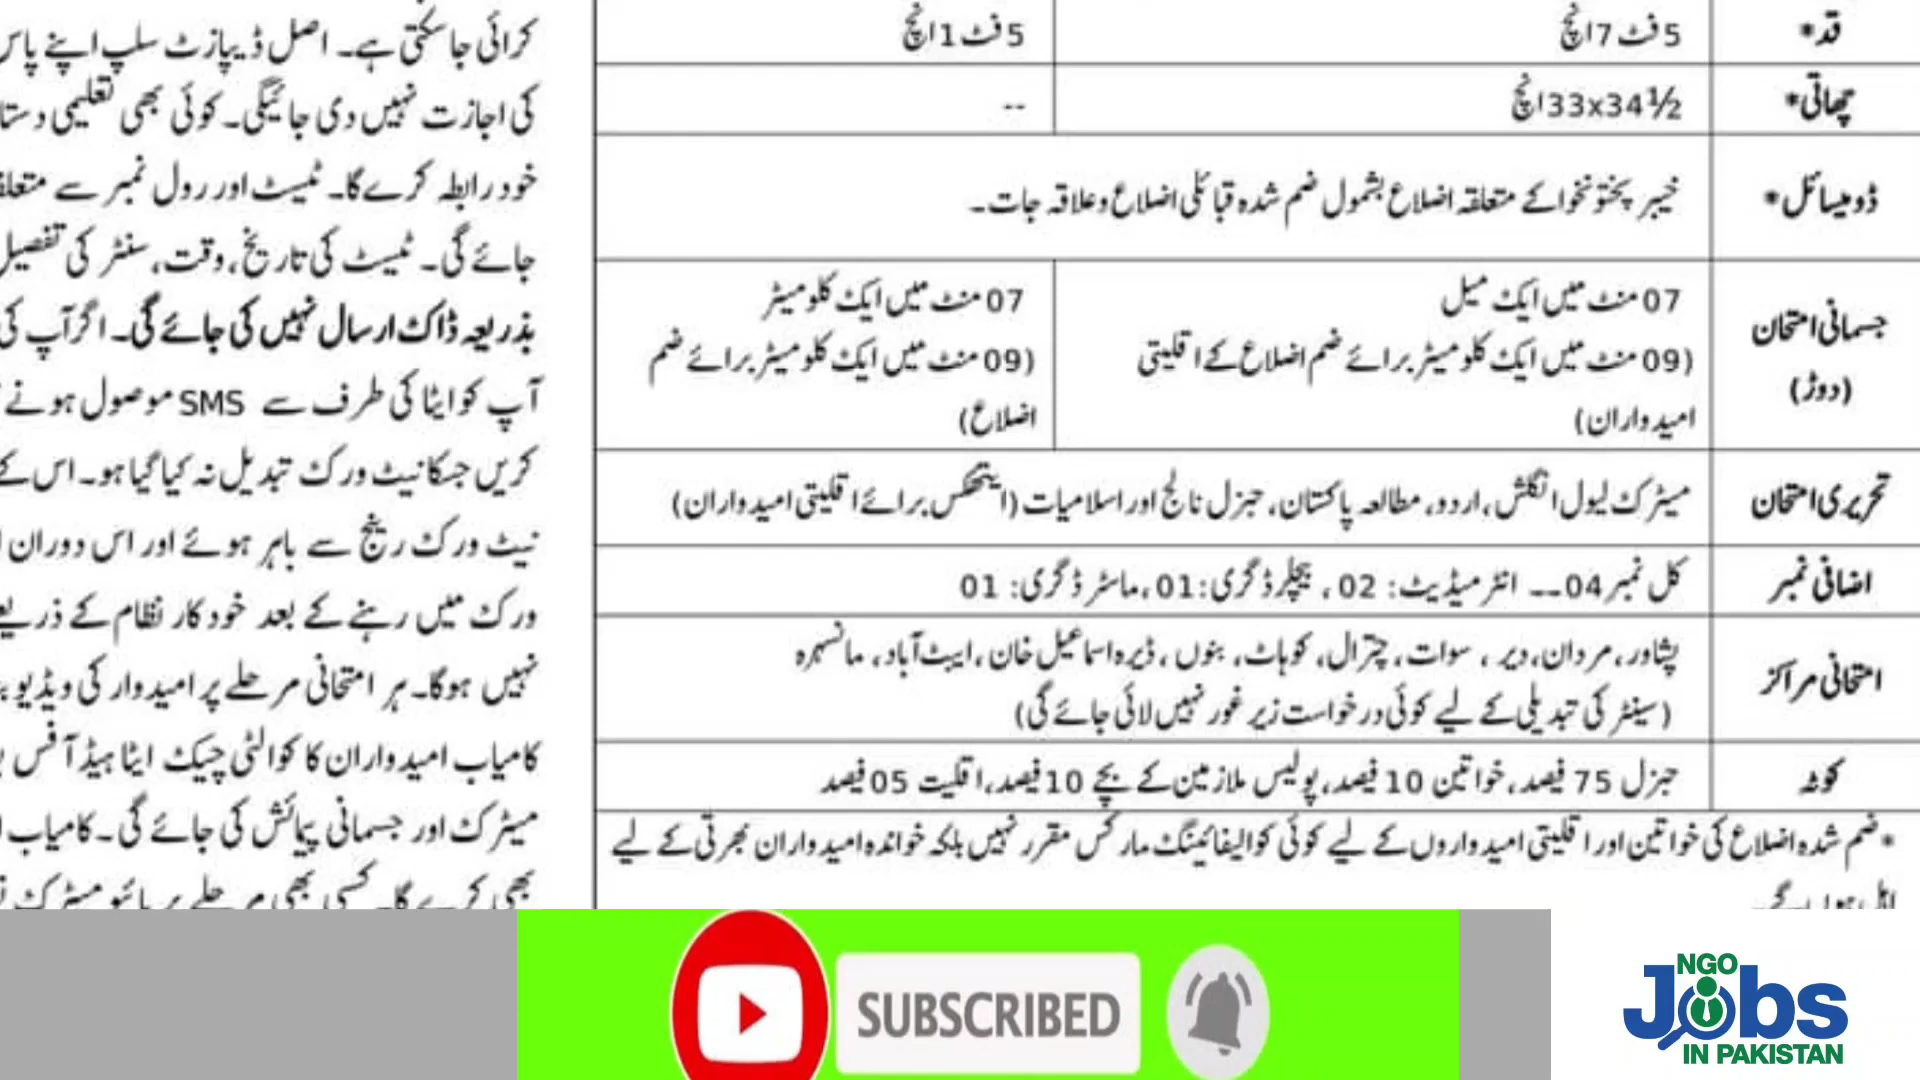 قد* 5 فٹ 7 انچ 5 فٹ 1 انچ
چھاتی* 33x34½ انچ --
ڈومیسائل* خیبر پختونخوا کے متعلقہ اضلاع بشمول ضم شدہ قبائلی اضلاع و علاقہ جات۔
جسمانی امتحان
(دوڑ)
07 منٹ میں ایک میل
(09 منٹ میں ایک کلومیٹر برائے ضم اضلاع کے اقلیتی
امیدواران)
07 منٹ میں ایک کلومیٹر
(09 منٹ میں ایک کلومیٹر برائے ضم
اضلاع)
تحریری امتحان میٹرک لیول انگلش، اردو، مطالعہ پاکستان، جنرل نالج اور اسلامیات (ایتھکس برائے اقلیتی امیدواران)
اضافی نمبر کل نمبر 04 -- انٹرمیڈیٹ: 02 ، بیچلر ڈگری: 01، ماسٹر ڈگری: 01
امتحانی مراکز
پشاور، مردان، دیر ، سوات، چترال، کوہاٹ، بنوں ، ڈیرہ اسماعیل خان ، ایبٹ آباد، مانسہرہ
(سینٹر کی تبدیلی کے لیے کوئی درخواست زیر غور نہیں لائی جائے گی)
کوٹہ جنرل 75 فیصد، خواتین 10 فیصد، پولیس ملازمین کے بچے 10 فیصد، اقلیت 05 فیصد
*ضم شدہ اضلاع کی خواتین اور اقلیتی امیدواروں کے لیے کوئی کوالیفائینگ مارکس مقرر نہیں بلکہ خواندہ امیدواران بھرتی کے لیے
کرائی جاسکتی ہے۔ اصل ڈیپازٹ سلپ اپنے پاس
کی اجازت نہیں دی جائیگی۔ کوئی بھی تعلیمی
خود رابطہ کرے گا۔ ٹیسٹ اور رول نمبر سے
جائے گی۔ ٹیسٹ کی تاریخ، وقت، سنٹر کی تفصیل
بذریعہ ڈاک ارسال نہیں کی جائے گی۔ اگر آپ کی
آپ کو ایٹا کی طرف سے SMS موصول ہونے
کریں جسکا نیٹ ورک تبدیل نہ کیا گیا ہو۔ اس کے
نیٹ ورک رینج سے باہر ہوئے اور اس دوران
ورک میں رہنے کے بعد خود کار نظام کے
نہیں ہوگا۔ ہر امتحانی مرحلے پر امیدوار کی ویڈیو
کامیاب امیدواران کا کوالٹی چیک ایٹا ہیڈ آفس
میٹرک اور جسمانی پیمائش کی جائے گی۔ کامیاب
SUBSCRIBED
NGO
Jobs
IN PAKISTAN